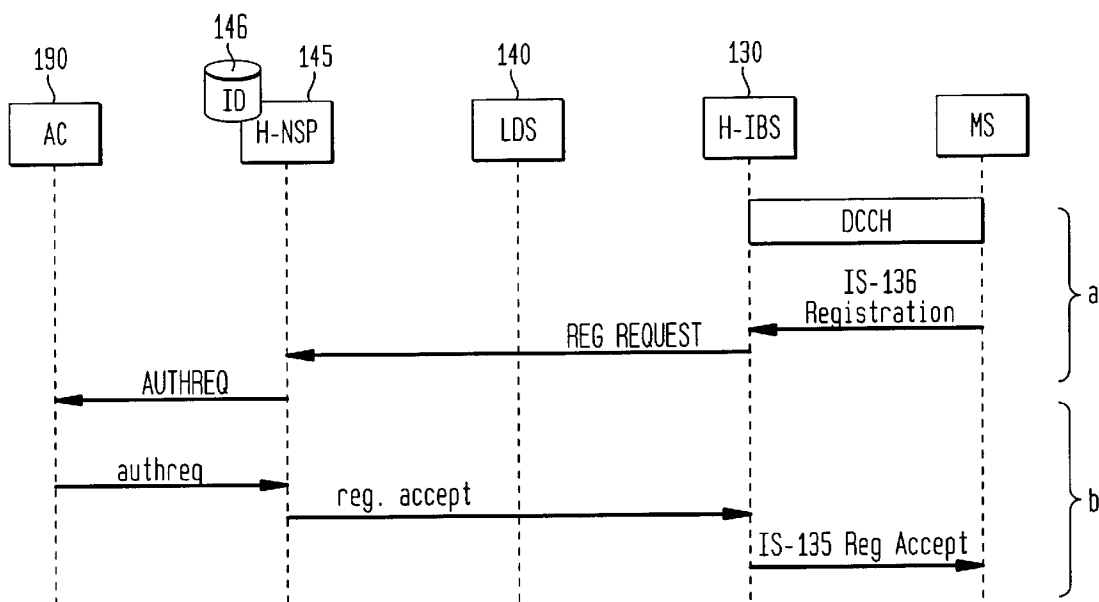 146
190
145
140
130
ID
AC
H-NSP
LDS
H-IBS
MS
DCCH
a
IS-136
Registration
REG REQUEST
AUTHREQ
authreq
reg. accept
b
IS-135 Reg Accept